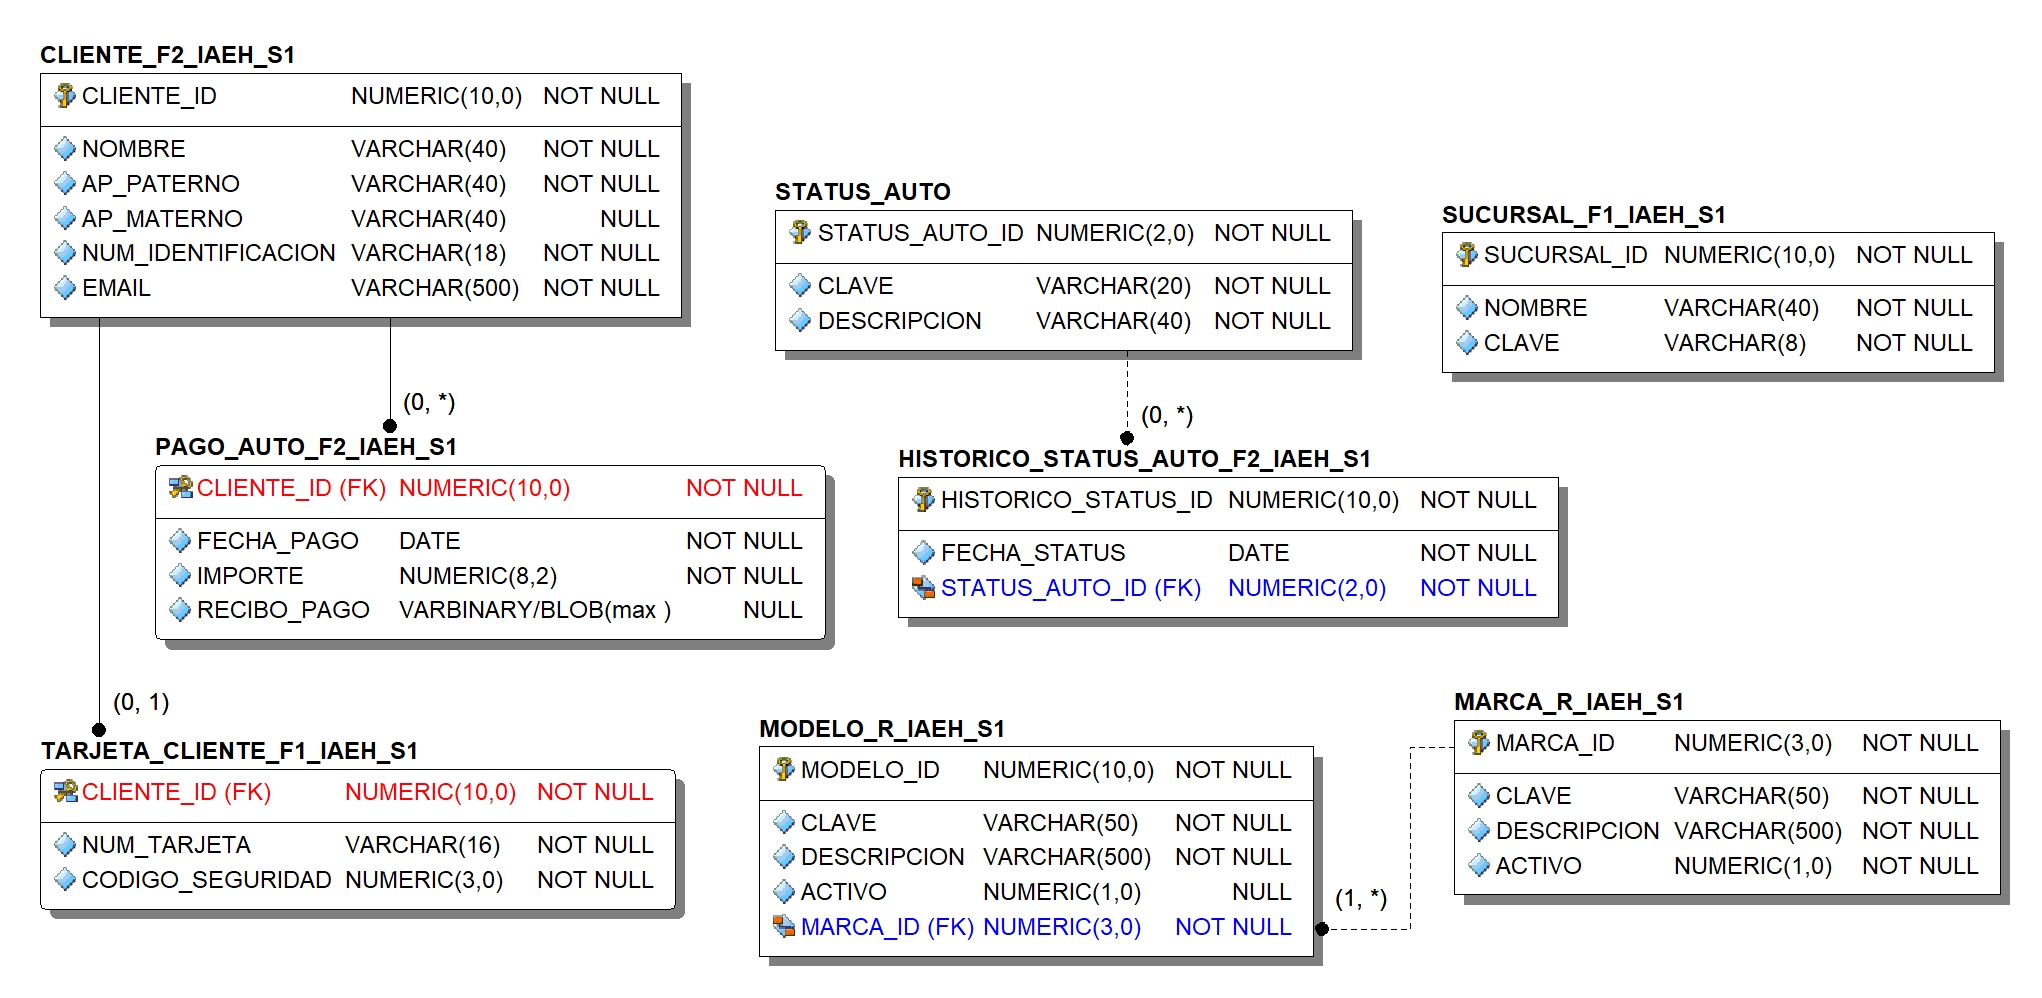 CLIENTE_F2_IAEH_S1
CLIENTE_ID NUMERIC(10,0) NOT NULL
NOMBRE VARCHAR(40) NOT NULL
AP_PATERNO VARCHAR(40) NOT NULL
AP_MATERNO VARCHAR(40) NULL
NUM_IDENTIFICACION VARCHAR(18) NOT NULL
EMAIL VARCHAR(500) NOT NULL
STATUS_AUTO
STATUS_AUTO_ID NUMERIC(2,0) NOT NULL
CLAVE VARCHAR(20) NOT NULL
DESCRIPCION VARCHAR(40) NOT NULL
SUCURSAL_F1_IAEH_S1
SUCURSAL_ID NUMERIC(10,0) NOT NULL
NOMBRE VARCHAR(40) NOT NULL
CLAVE VARCHAR(8) NOT NULL
(0, *)
PAGO_AUTO_F2_IAEH_S1
CLIENTE_ID (FK) NUMERIC(10,0) NOT NULL
FECHA_PAGO DATE NOT NULL
IMPORTE NUMERIC(8,2) NOT NULL
RECIBO_PAGO VARBINARY/BLOB(max ) NULL
(0, *)
HISTORICO_STATUS_AUTO_F2_IAEH_S1
HISTORICO_STATUS_ID NUMERIC(10,0) NOT NULL
FECHA_STATUS DATE NOT NULL
STATUS_AUTO_ID (FK) NUMERIC(2,0) NOT NULL
(0, 1)
TARJETA_CLIENTE_F1_IAEH_S1
CLIENTE_ID (FK) NUMERIC(10,0) NOT NULL
NUM_TARJETA VARCHAR(16) NOT NULL
CODIGO_SEGURIDAD NUMERIC(3,0) NOT NULL
MODELO_R_IAEH_S1
MODELO_ID NUMERIC(10,0) NOT NULL
CLAVE VARCHAR(50) NOT NULL
DESCRIPCION VARCHAR(500) NOT NULL
ACTIVO NUMERIC(1,0) NULL
MARCA_ID (FK) NUMERIC(3,0) NOT NULL
(1, *)
MARCA_R_IAEH_S1
MARCA_ID NUMERIC(3,0) NOT NULL
CLAVE VARCHAR(50) NOT NULL
DESCRIPCION VARCHAR(500) NOT NULL
ACTIVO NUMERIC(1,0) NOT NULL